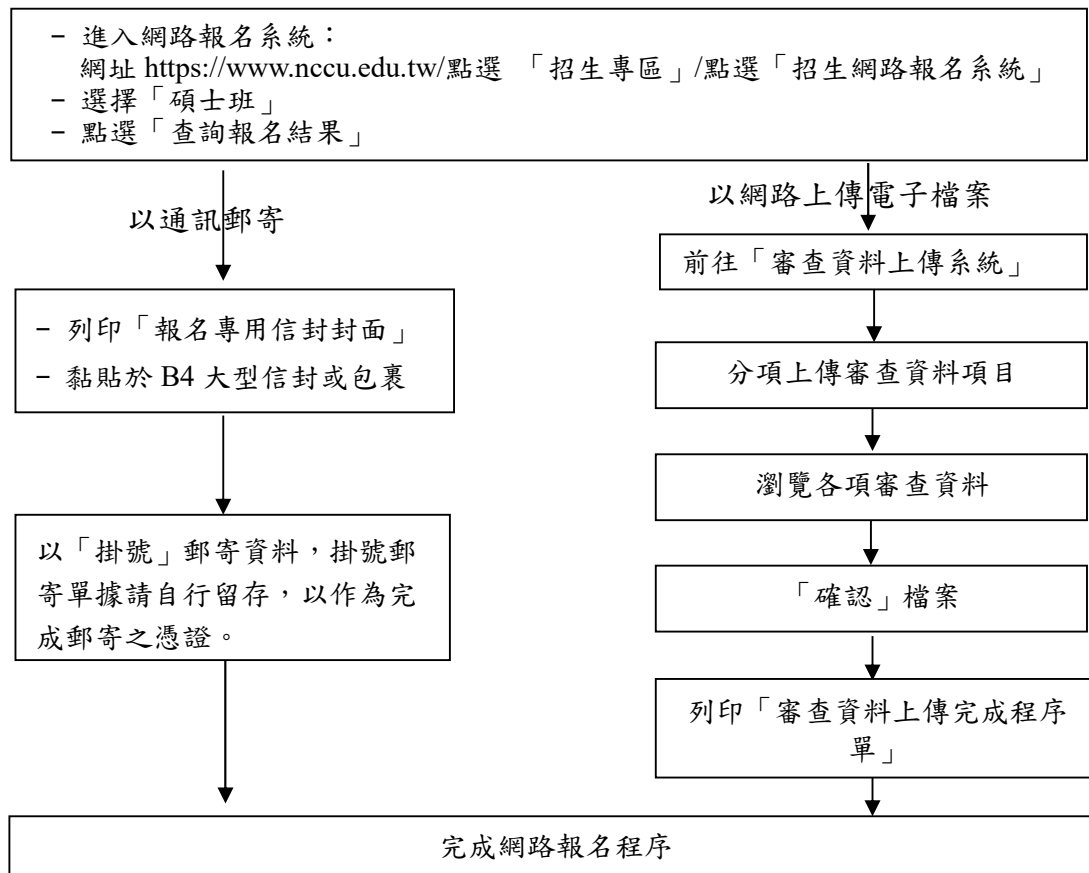 - 進入網路報名系統：
網址 https://www.nccu.edu.tw/點選 「招生專區」/點選「招生網路報名系統」
- 選擇「碩士班」
- 點選「查詢報名結果」
以通訊郵寄
以網路上傳電子檔案
- 列印「報名專用信封封面」
- 黏貼於 B4 大型信封或包裹
以「掛號」郵寄資料，掛號郵
寄單據請自行留存，以作為完
成郵寄之憑證。
前往「審查資料上傳系統」
分項上傳審查資料項目
瀏覽各項審查資料
「確認」檔案
列印「審查資料上傳完成程序
單」
完成網路報名程序